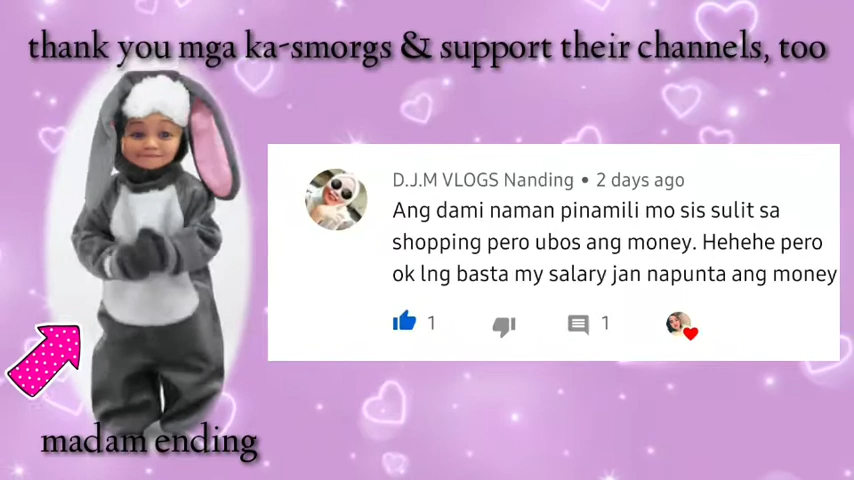 thank you mga ka-smorgs & support their channels, too
D.J.M VLOGS Nanding • 2 days ago
Ang dami naman pinamili mo sis sulit sa
shopping pero ubos ang money. Hehehe pero
ok lng basta my salary jan napunta ang money
1
1
madam ending